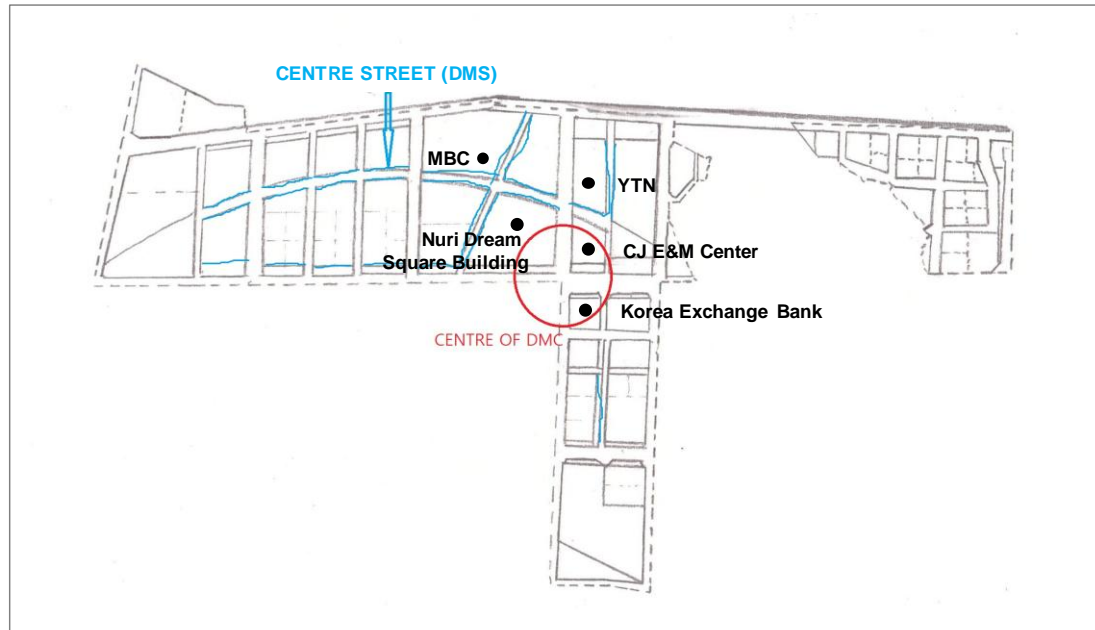 CENTRE STREET (DMS)
MBC
YTN
Nuri Dream
Square Building
CJ E&M Center
Korea Exchange Bank
CENTRE OF DMC